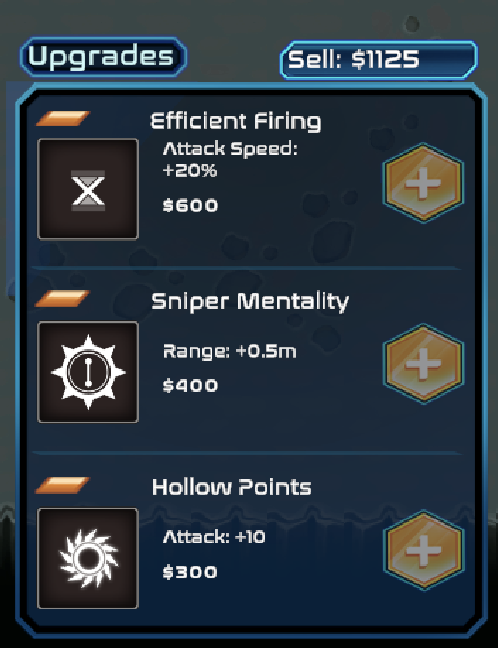 Upgrades
Sell: $1125
Efficient Firing
Attack Speed:
+20%
$600
Sniper Mentality
Range: +0.5m
$400
Hollow Points
Attack: +10
$300